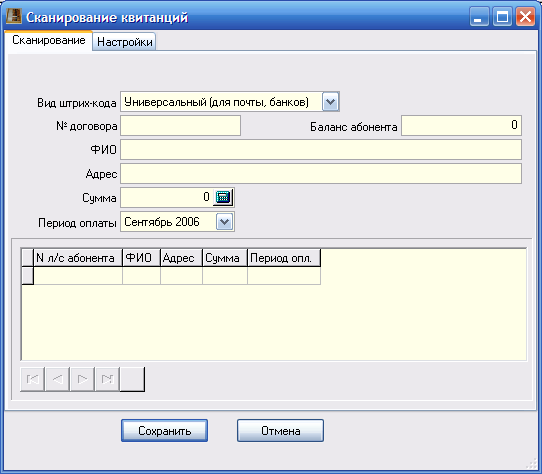 Сканирование квитанций
Сканирование Настройки
Вид штрих-кода Универсальный (для почты, банков)
№ договора Баланс абонента 0
ФИО
Адрес
Сумма 0
Период оплаты Сентябрь 2006
N л/с абонента ФИО Адрес Сумма Период опл.
Сохранить Отмена